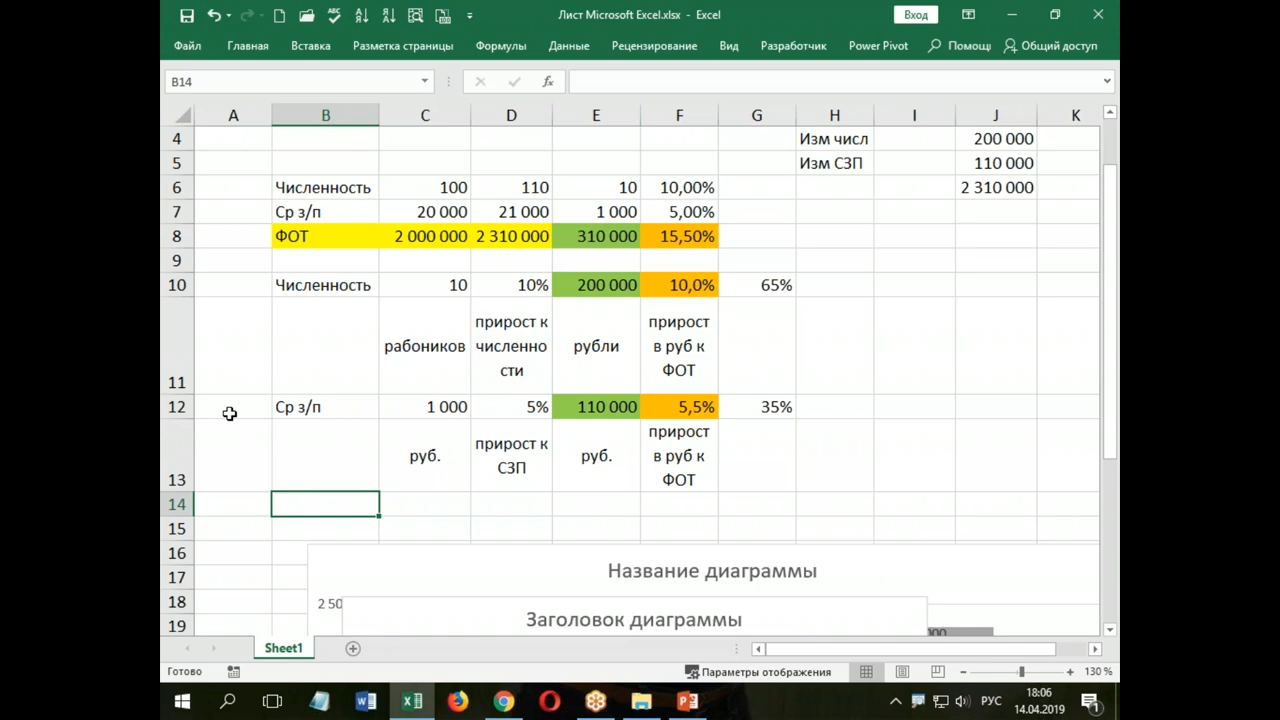 Лист Microsoft Excel.xlsx - Excel
Вход
Файл Главная Вставка Разметка страницы Формулы Данные Рецензирование Вид Разработчик Power Pivot Помощ Общий доступ
B14 fx
A B C D E F G H I J K
4 Изм числ 200 000
5 Изм СЗП 110 000
6 Численность 100 110 10 10,00% 2 310 000
7 Ср з/п 20 000 21 000 1 000 5,00%
8 ФОТ 2 000 000 2 310 000 310 000 15,50%
9
10 Численность 10 10% 200 000 10,0% 65%
прирост к прирост
рабоников численно рубли в руб к
11 сти ФОТ
12 Ср з/п 1 000 5% 110 000 5,5% 35%
прирост
руб. прирост к руб. в руб к
13 СЗП ФОТ
14
15
16
17 Название диаграммы
18 2 50
19 Заголовок диаграммы 000
Sheet1
Готово Параметры отображения 130 %
РУС 18:06
14.04.2019 1